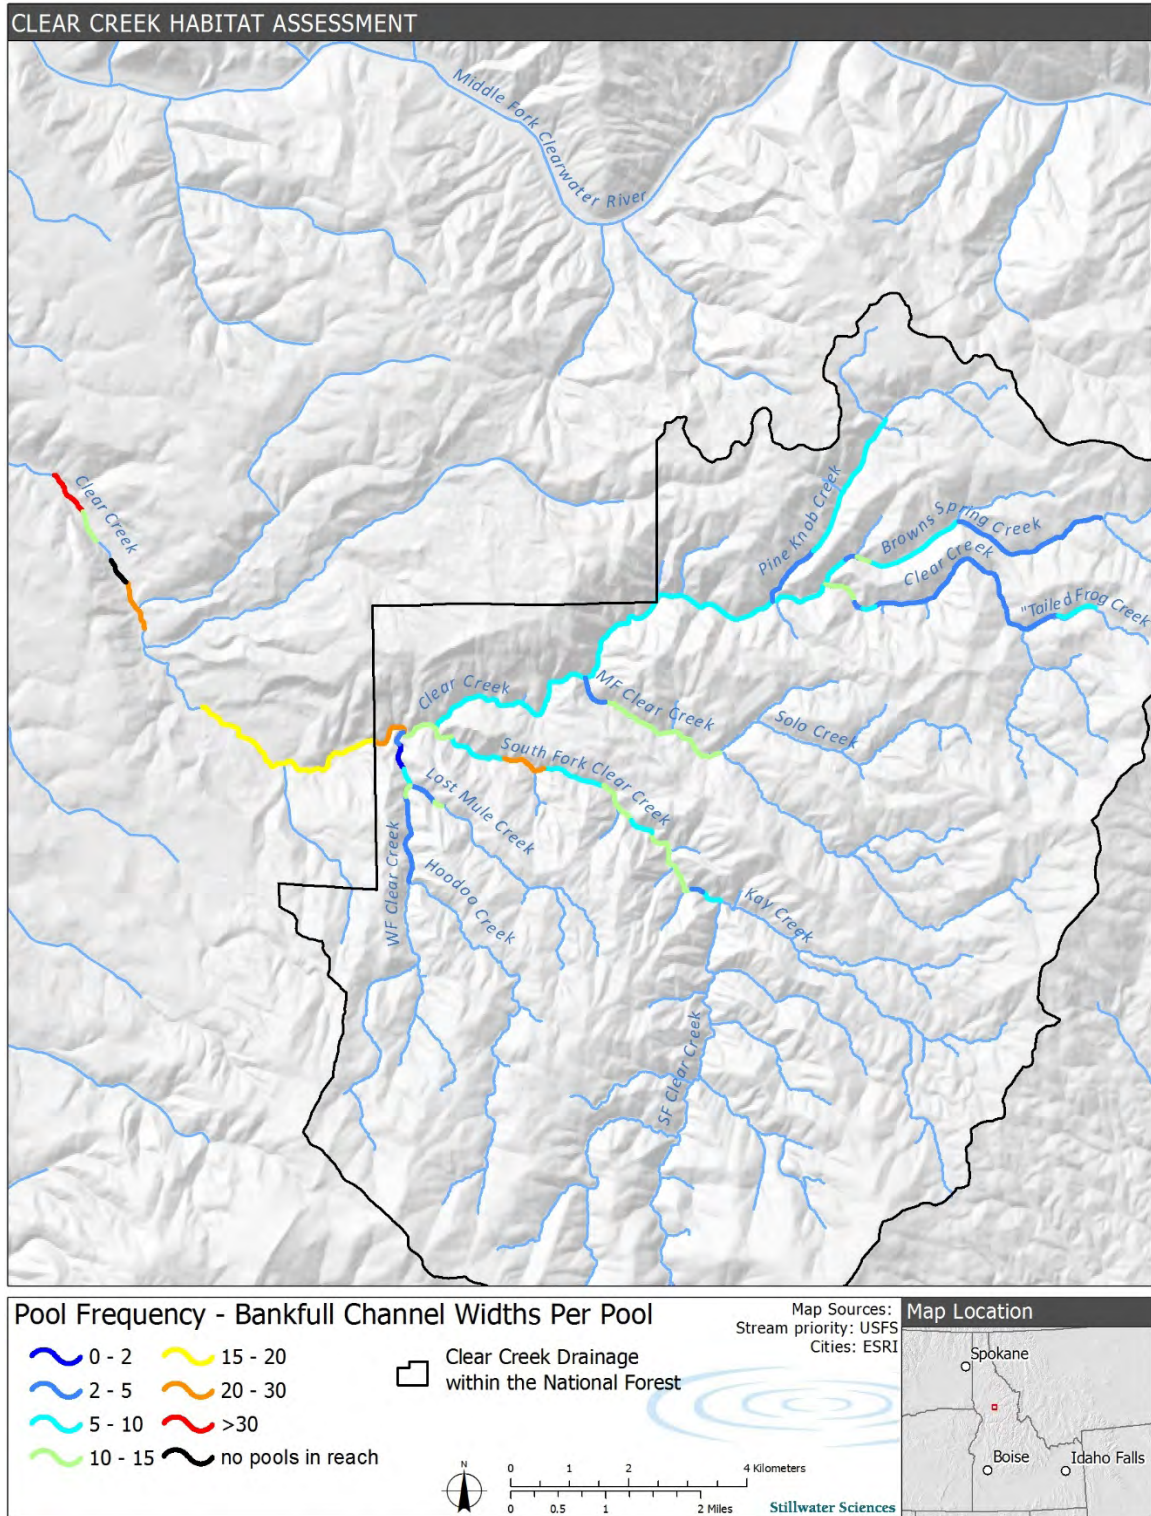 CLEAR CREEK HABITAT ASSESSMENT
Middle Fork Clearwater River
Clear Creek
Pine Knob Creek
Browns Spring Creek
Clear Creek
"Tailed Frog Creek
MF Clear Creek
Clear Creek
Solo Creek
South Fork Clear Creek
Lost Mule Creek
WF Clear Creek
Hoodoo Creek
Kay Creek
SF Clear Creek
Pool Frequency - Bankfull Channel Widths Per Pool
0 - 2
2 - 5
5 - 10
10 - 15
15 - 20
20 - 30
>30
no pools in reach
Clear Creek Drainage
within the National Forest
Map Sources:
Stream priority: USFS
Cities: ESRI
N
0 1 2 4 Kilometers
0 0.5 1 2 Miles
Stillwater Sciences
Map Location
Spokane
Boise
Idaho Falls